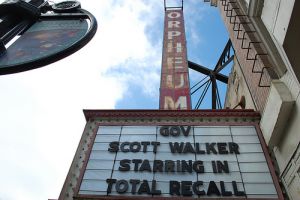 ORPHEUM
GOV
SCOTT WALKER
STARRING IN
TOTAL RECALL